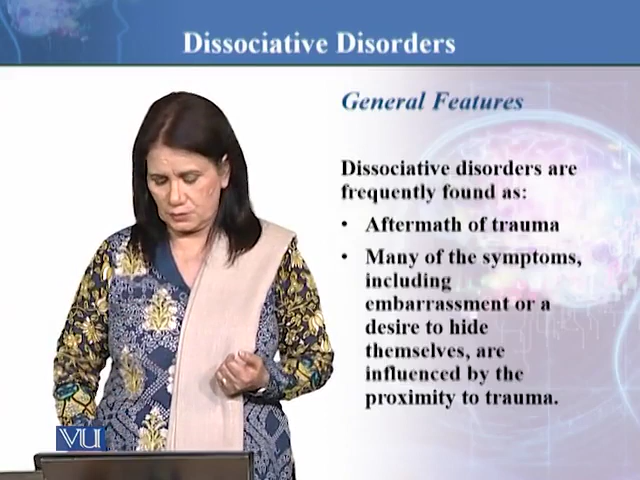 Dissociative Disorders
General Features
Dissociative disorders are
frequently found as:
• Aftermath of trauma
• Many of the symptoms,
including
embarrassment or a
desire to hide
themselves, are
influenced by the
proximity to trauma.
VU